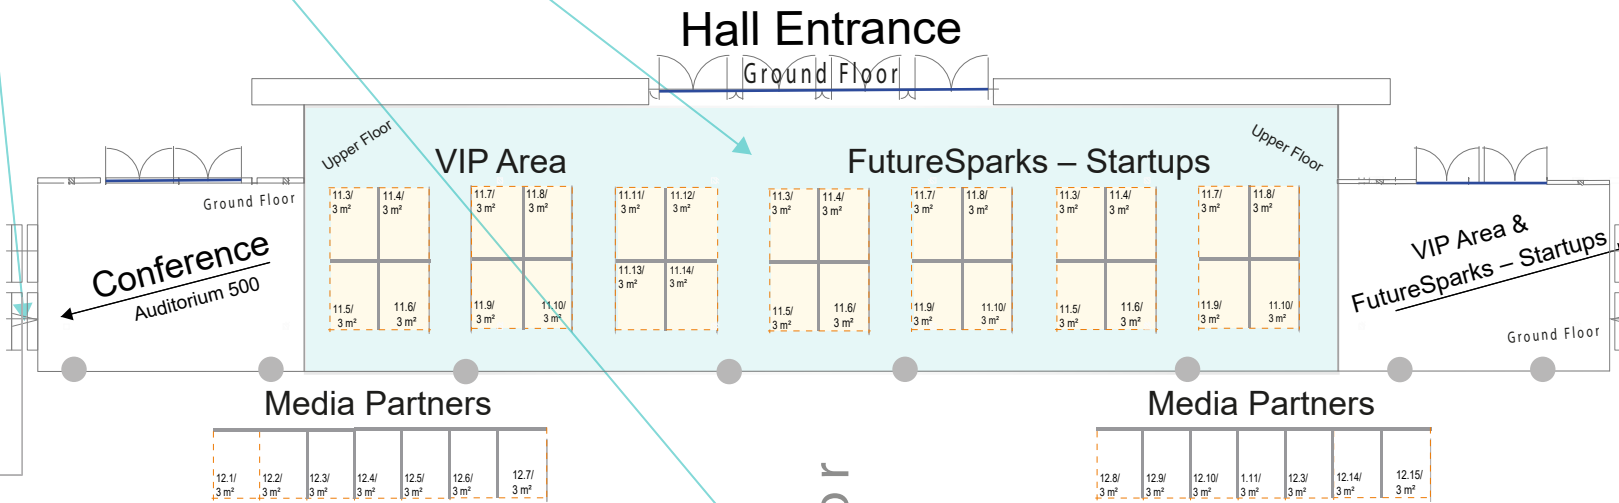 Hall Entrance
Ground Floor
Upper Floor
VIP Area
FutureSparks – Startups
Upper Floor
Ground Floor
Conference
Auditorium 500
VIP Area &
FutureSparks – Startups
Ground Floor
11.3/
3 m²
11.4/
3 m²
11.5/
3 m²
11.6/
3 m²
11.7/
3 m²
11.8/
3 m²
11.9/
3 m²
11.10/
3 m²
11.11/
3 m²
11.12/
3 m²
11.13/
3 m²
11.14/
3 m²
11.3/
3 m²
11.4/
3 m²
11.5/
3 m²
11.6/
3 m²
11.7/
3 m²
11.8/
3 m²
11.9/
3 m²
11.10/
3 m²
11.3/
3 m²
11.4/
3 m²
11.5/
3 m²
11.6/
3 m²
11.7/
3 m²
11.8/
3 m²
11.9/
3 m²
11.10/
3 m²
Media Partners
12.1/
3 m²
12.2/
3 m²
12.3/
3 m²
12.4/
3 m²
12.5/
3 m²
12.6/
3 m²
12.7/
3 m²
or
Media Partners
12.8/
3 m²
12.9/
3 m²
12.10/
3 m²
1.11/
3 m²
12.3/
3 m²
12.14/
3 m²
12.15/
3 m²